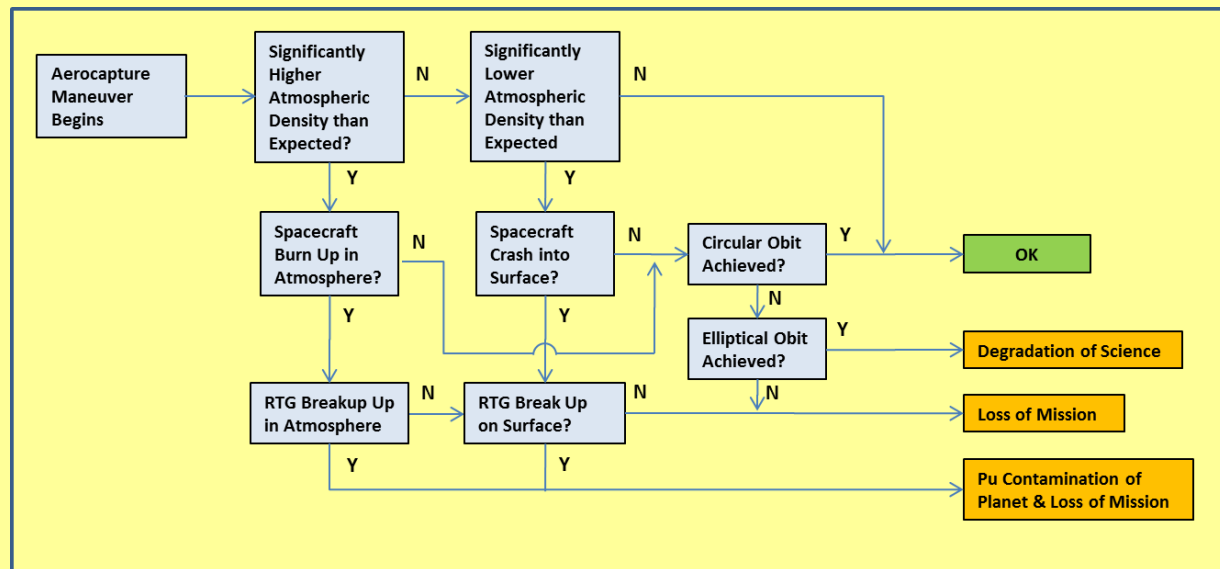 Aerocapture
Maneuver
Begins
Significantly
Higher
Atmospheric
Density than
Expected?
N
Significantly
Lower
Atmospheric
Density than
Expected
N
Y
Y
Spacecraft
Burn Up in
Atmosphere?
N
Spacecraft
Crash into
Surface?
N
Circular Obit
Achieved?
Y
OK
Y
Y
N
Elliptical Obit
Achieved?
Y
Degradation of Science
RTG Breakup Up
in Atmosphere
N
RTG Break Up
on Surface?
N
N
Loss of Mission
Y
Y
Pu Contamination of
Planet & Loss of Mission